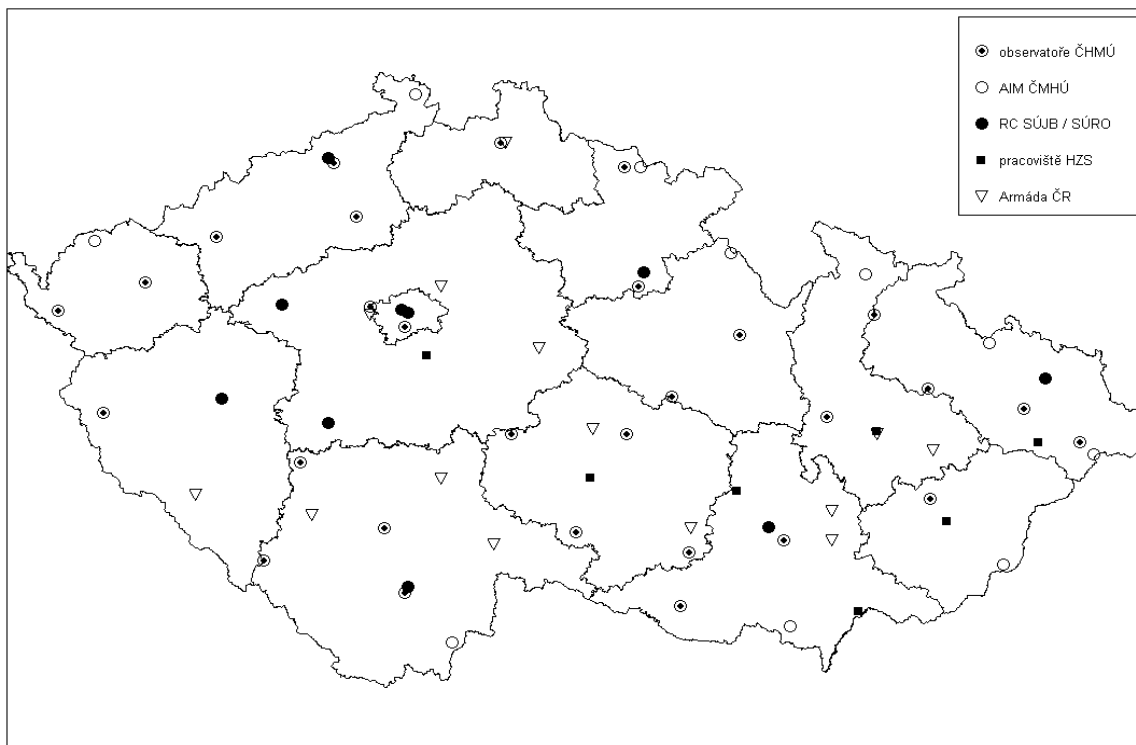 observatoře ČHMÚ
AIM ČMHÚ
RC SÚJB / SÚRO
pracoviště HZS
Armáda ČR